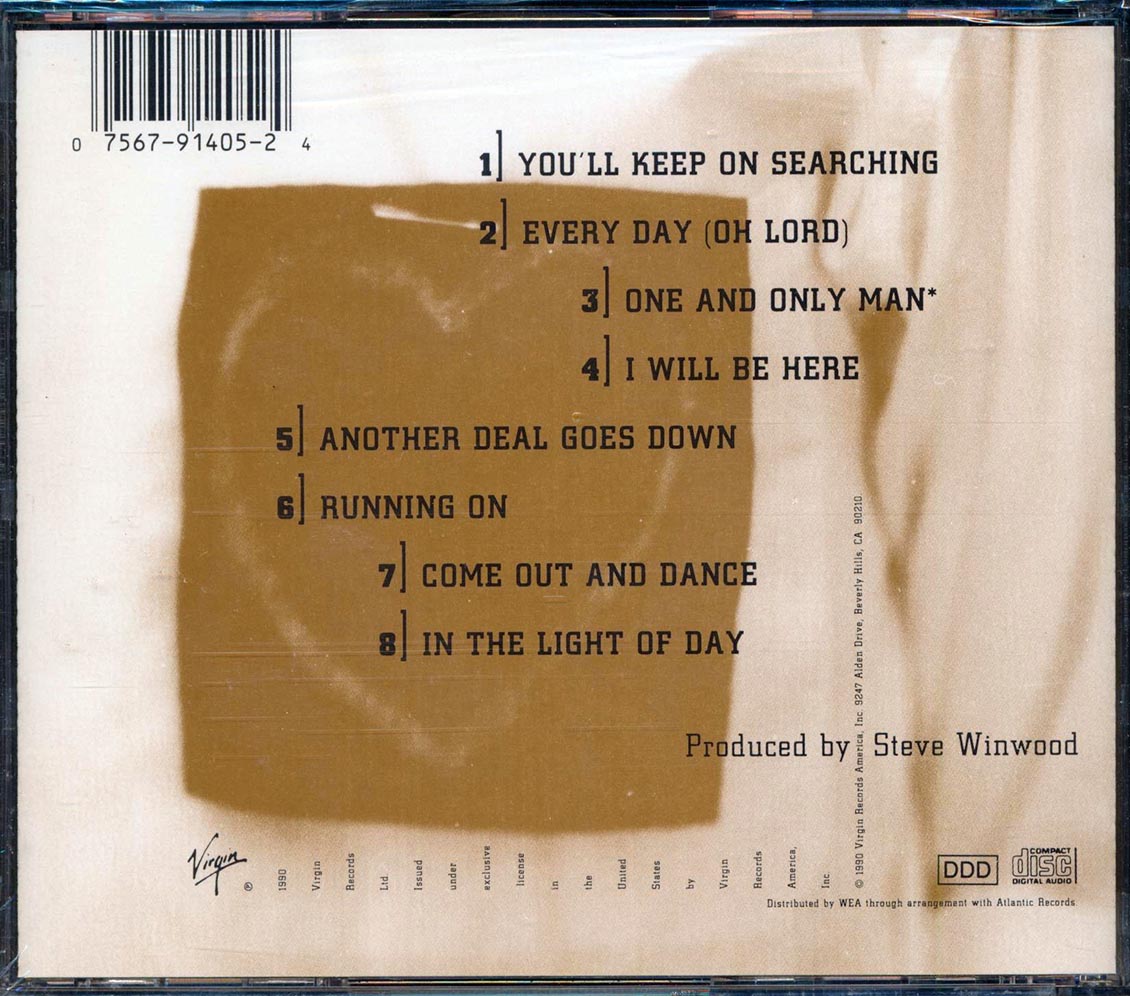 0 7567-91405-2 4
1] YOU'LL KEEP ON SEARCHING
2] EVERY DAY (OH LORD)
3] ONE AND ONLY MAN*
4] I WILL BE HERE
5] ANOTHER DEAL GOES DOWN
6] RUNNING ON
7] COME OUT AND DANCE
8] IN THE LIGHT OF DAY
Produced by Steve Winwood
Virgin
℗ 1990 Virgin Records Ltd Issued under exclusive license in the United States by Virgin Records America, Inc.
© 1990 Virgin Records America, Inc. 9247 Alden Drive, Beverly Hills, CA 90210.
DDD
COMPACT
disc
DIGITAL AUDIO
Distributed by WEA through arrangement with Atlantic Records